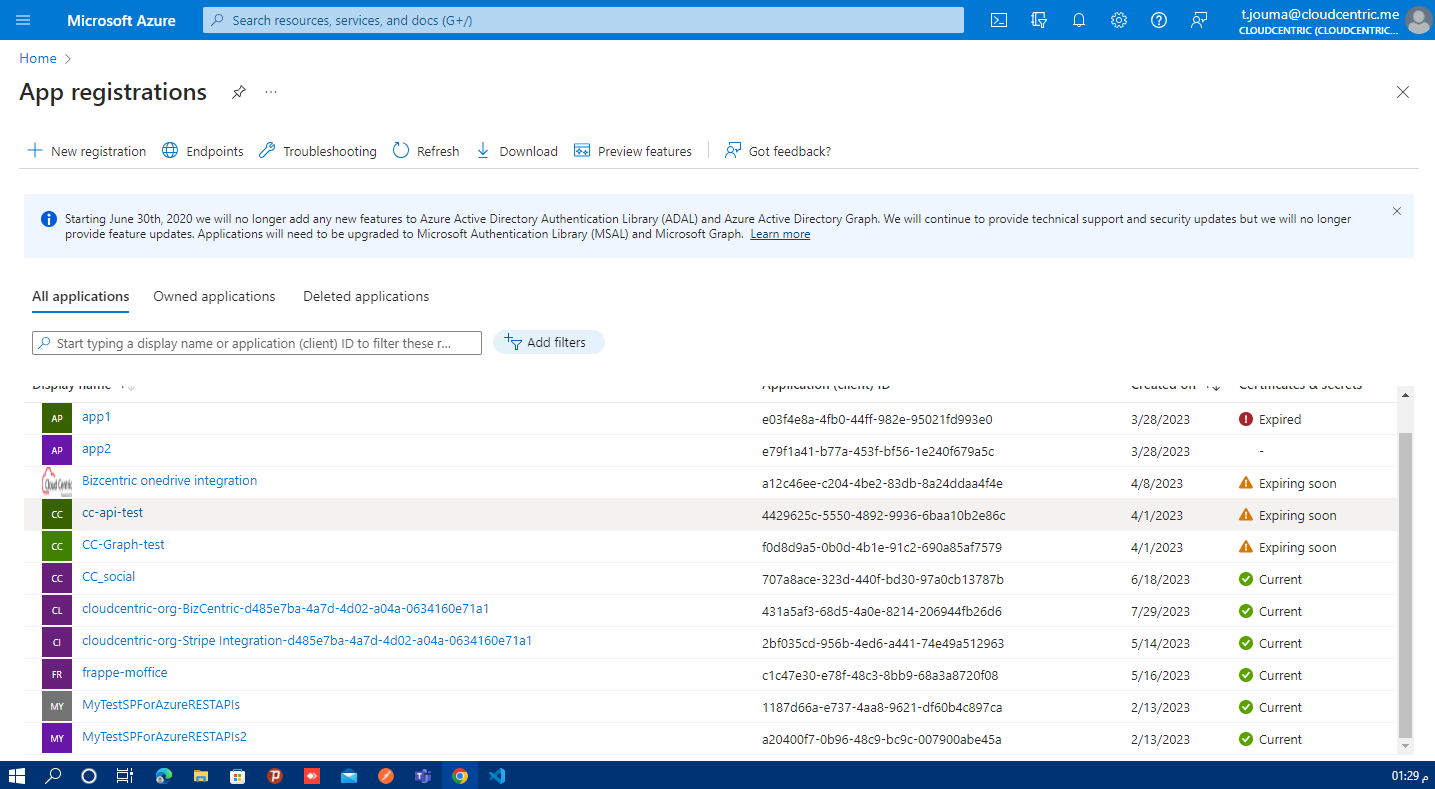 Microsoft Azure
Search resources, services, and docs (G+/)
t.jouma@cloudcentric.me
CLOUDCENTRIC (CLOUDCENTRIC...
Home
App registrations
New registration
Endpoints
Troubleshooting
Refresh
Download
Preview features
Got feedback?
Starting June 30th, 2020 we will no longer add any new features to Azure Active Directory Authentication Library (ADAL) and Azure Active Directory Graph. We will continue to provide technical support and security updates but we will no longer
provide feature updates. Applications will need to be upgraded to Microsoft Authentication Library (MSAL) and Microsoft Graph. Learn more
All applications Owned applications Deleted applications
Start typing a display name or application (client) ID to filter these r...
Add filters
Display name Application (client) ID Created on Certificates & secrets
AP app1 e03f4e8a-4fb0-44ff-982e-95021fd993e0 3/28/2023 Expired
AP app2 e79f1a41-b77a-453f-bf56-1e240f679a5c 3/28/2023 -
Cloud Centric Bizcentric onedrive integration a12c46ee-c204-4be2-83db-8a24ddaa4f4e 4/8/2023 Expiring soon
CC cc-api-test 4429625c-5550-4892-9936-6baa10b2e86c 4/1/2023 Expiring soon
CC CC-Graph-test f0d8d9a5-0b0d-4b1e-91c2-690a85af7579 4/1/2023 Expiring soon
CC CC_social 707a8ace-323d-440f-bd30-97a0cb13787b 6/18/2023 Current
CL cloudcentric-org-BizCentric-d485e7ba-4a7d-4d02-a04a-0634160e71a1 431a5af3-68d5-4a0e-8214-206944fb26d6 7/29/2023 Current
CI cloudcentric-org-Stripe Integration-d485e7ba-4a7d-4d02-a04a-0634160e71a1 2bf035cd-956b-4ed6-a441-74e49a512963 5/14/2023 Current
FR frappe-moffice c1c47e30-e78f-48c3-8bb9-68a3a8720f08 5/16/2023 Current
MY MyTestSPForAzureRESTAPIs 1187d66a-e737-4aa8-9621-df60b4c897ca 2/13/2023 Current
MY MyTestSPForAzureRESTAPIs2 a20400f7-0b96-48c9-bc9c-007900abe45a 2/13/2023 Current
01:29 م